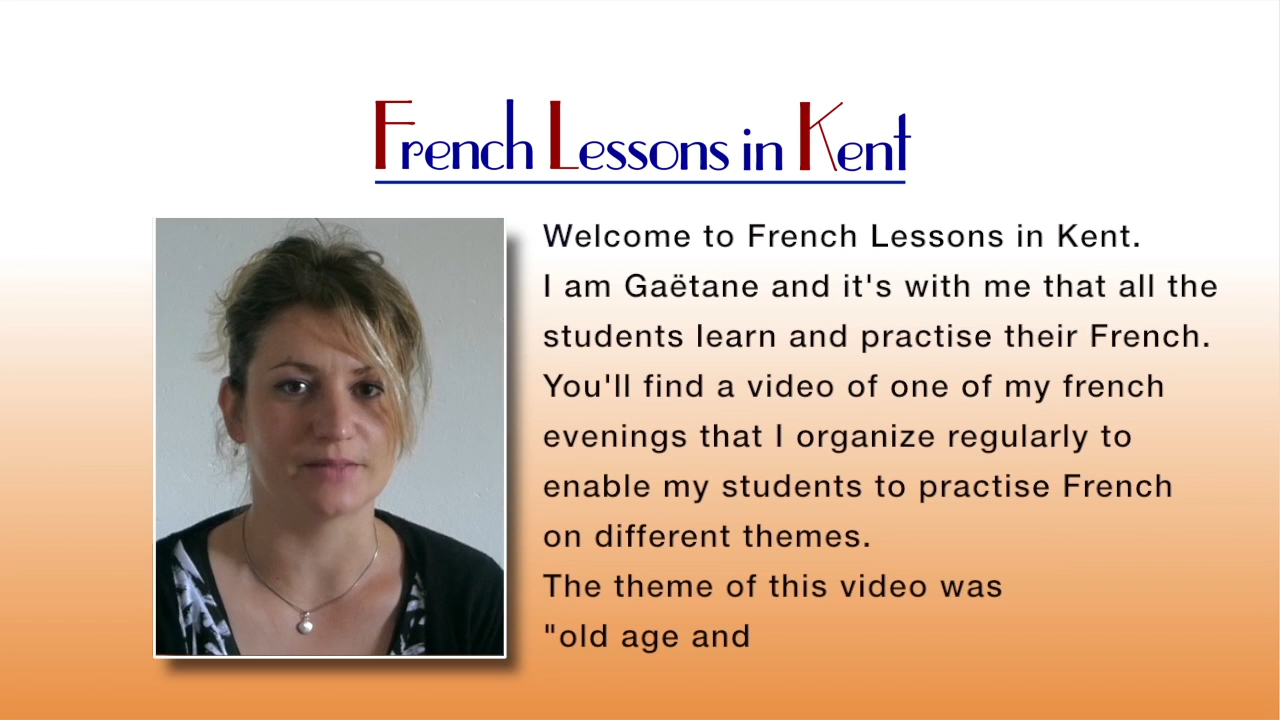 French Lessons in Kent
Welcome to French Lessons in Kent.
I am Gaëtane and it's with me that all the
students learn and practise their French.
You'll find a video of one of my french
evenings that I organize regularly to
enable my students to practise French
on different themes.
The theme of this video was
"old age and